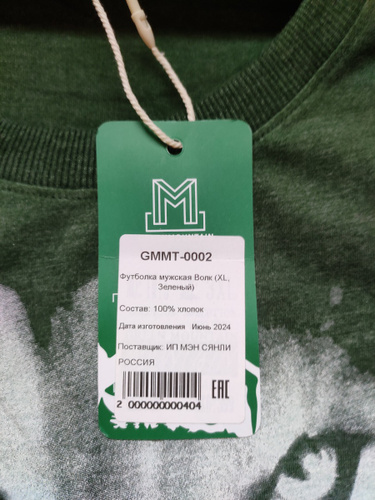 M
GMMT-0002
Футболка мужская Волк (XL,
Зеленый)
Состав: 100% хлопок
Дата изготовления Июнь 2024
Поставщик: ИП МЭН СЯНЛИ
РОССИЯ
EAC
2 000000000404